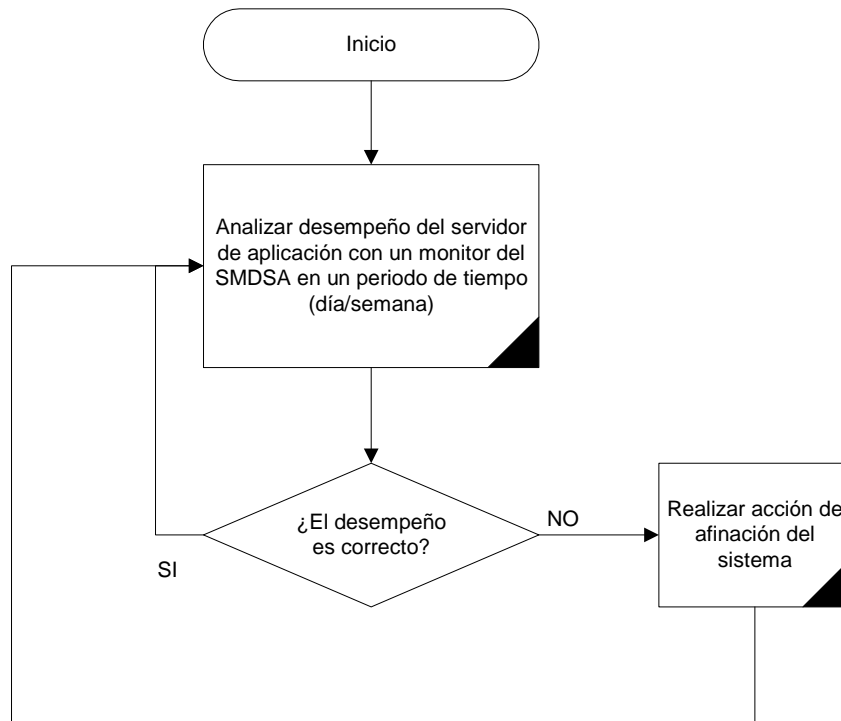 Inicio
Analizar desempeño del servidor
de aplicación con un monitor del
SMDSA en un periodo de tiempo
(día/semana)
¿El desempeño
es correcto?
NO
SI
Realizar acción de
afinación del
sistema